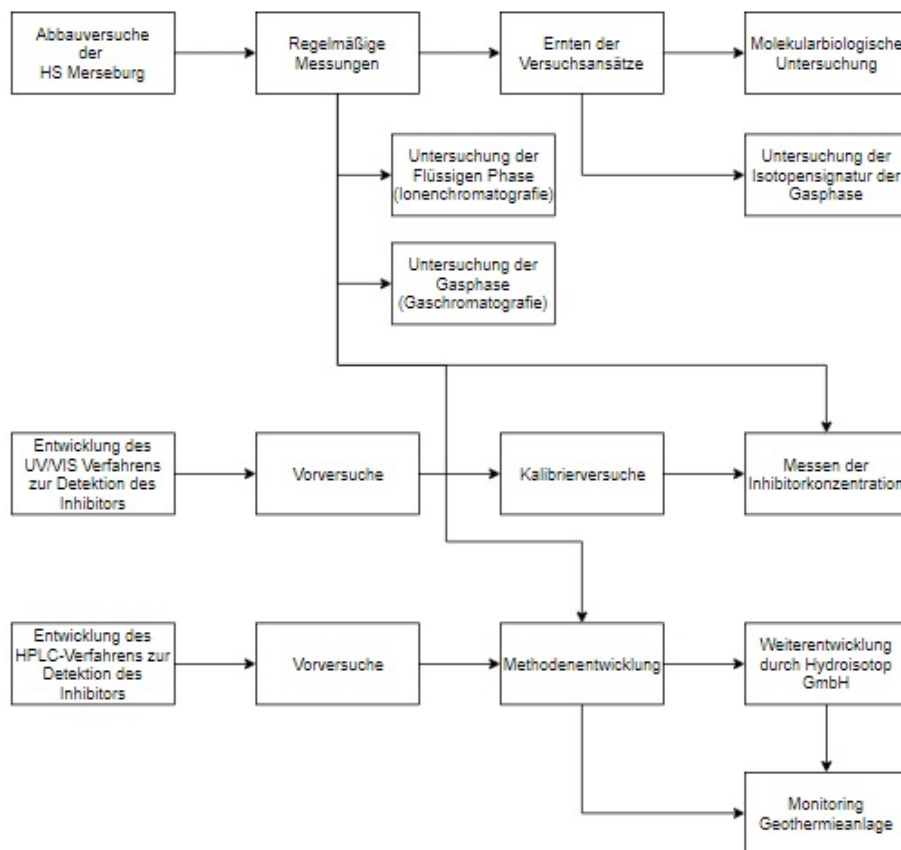 Abbauversuche
der
HS Merseburg
Regelmäßige
Messungen
Ernten der
Versuchsansätze
Molekularbiologische
Untersuchung
Untersuchung der
Flüssigen Phase
(Ionenchromatografie)
Untersuchung der
Isotopensignatur der
Gasphase
Untersuchung der
Gasphase
(Gaschromatografie)
Entwicklung des
UV/VIS Verfahrens
zur Detektion des
Inhibitors
Vorversuche
Kalibrierversuche
Messen der
Inhibitorkonzentration
Entwicklung des
HPLC-Verfahrens zur
Detektion des
Inhibitors
Vorversuche
Methodenentwicklung
Weiterentwicklung
durch Hydroisotop
GmbH
Monitoring
Geothermieanlage